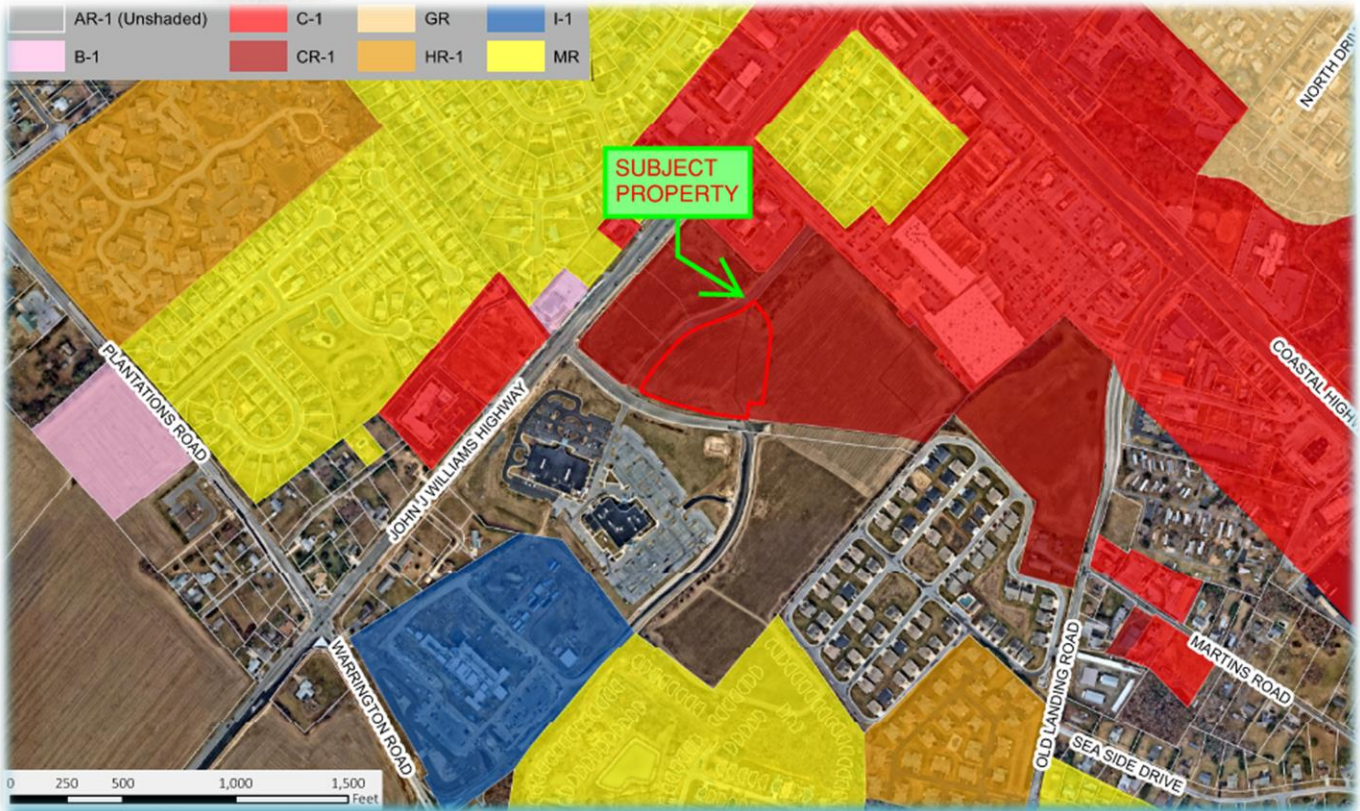 AR-1 (Unshaded)
C-1
GR
I-1
B-1
CR-1
HR-1
MR
NORTH DRI
SUBJECT
PROPERTY
COASTAL HIGH
PLANTATIONS ROAD
JOHN J WILLIAMS HIGHWAY
WARRINGTON ROAD
OLD LANDING ROAD
MARTINS ROAD
SEA SIDE DRIVE
0 250 500 1,000 1,500
Feet